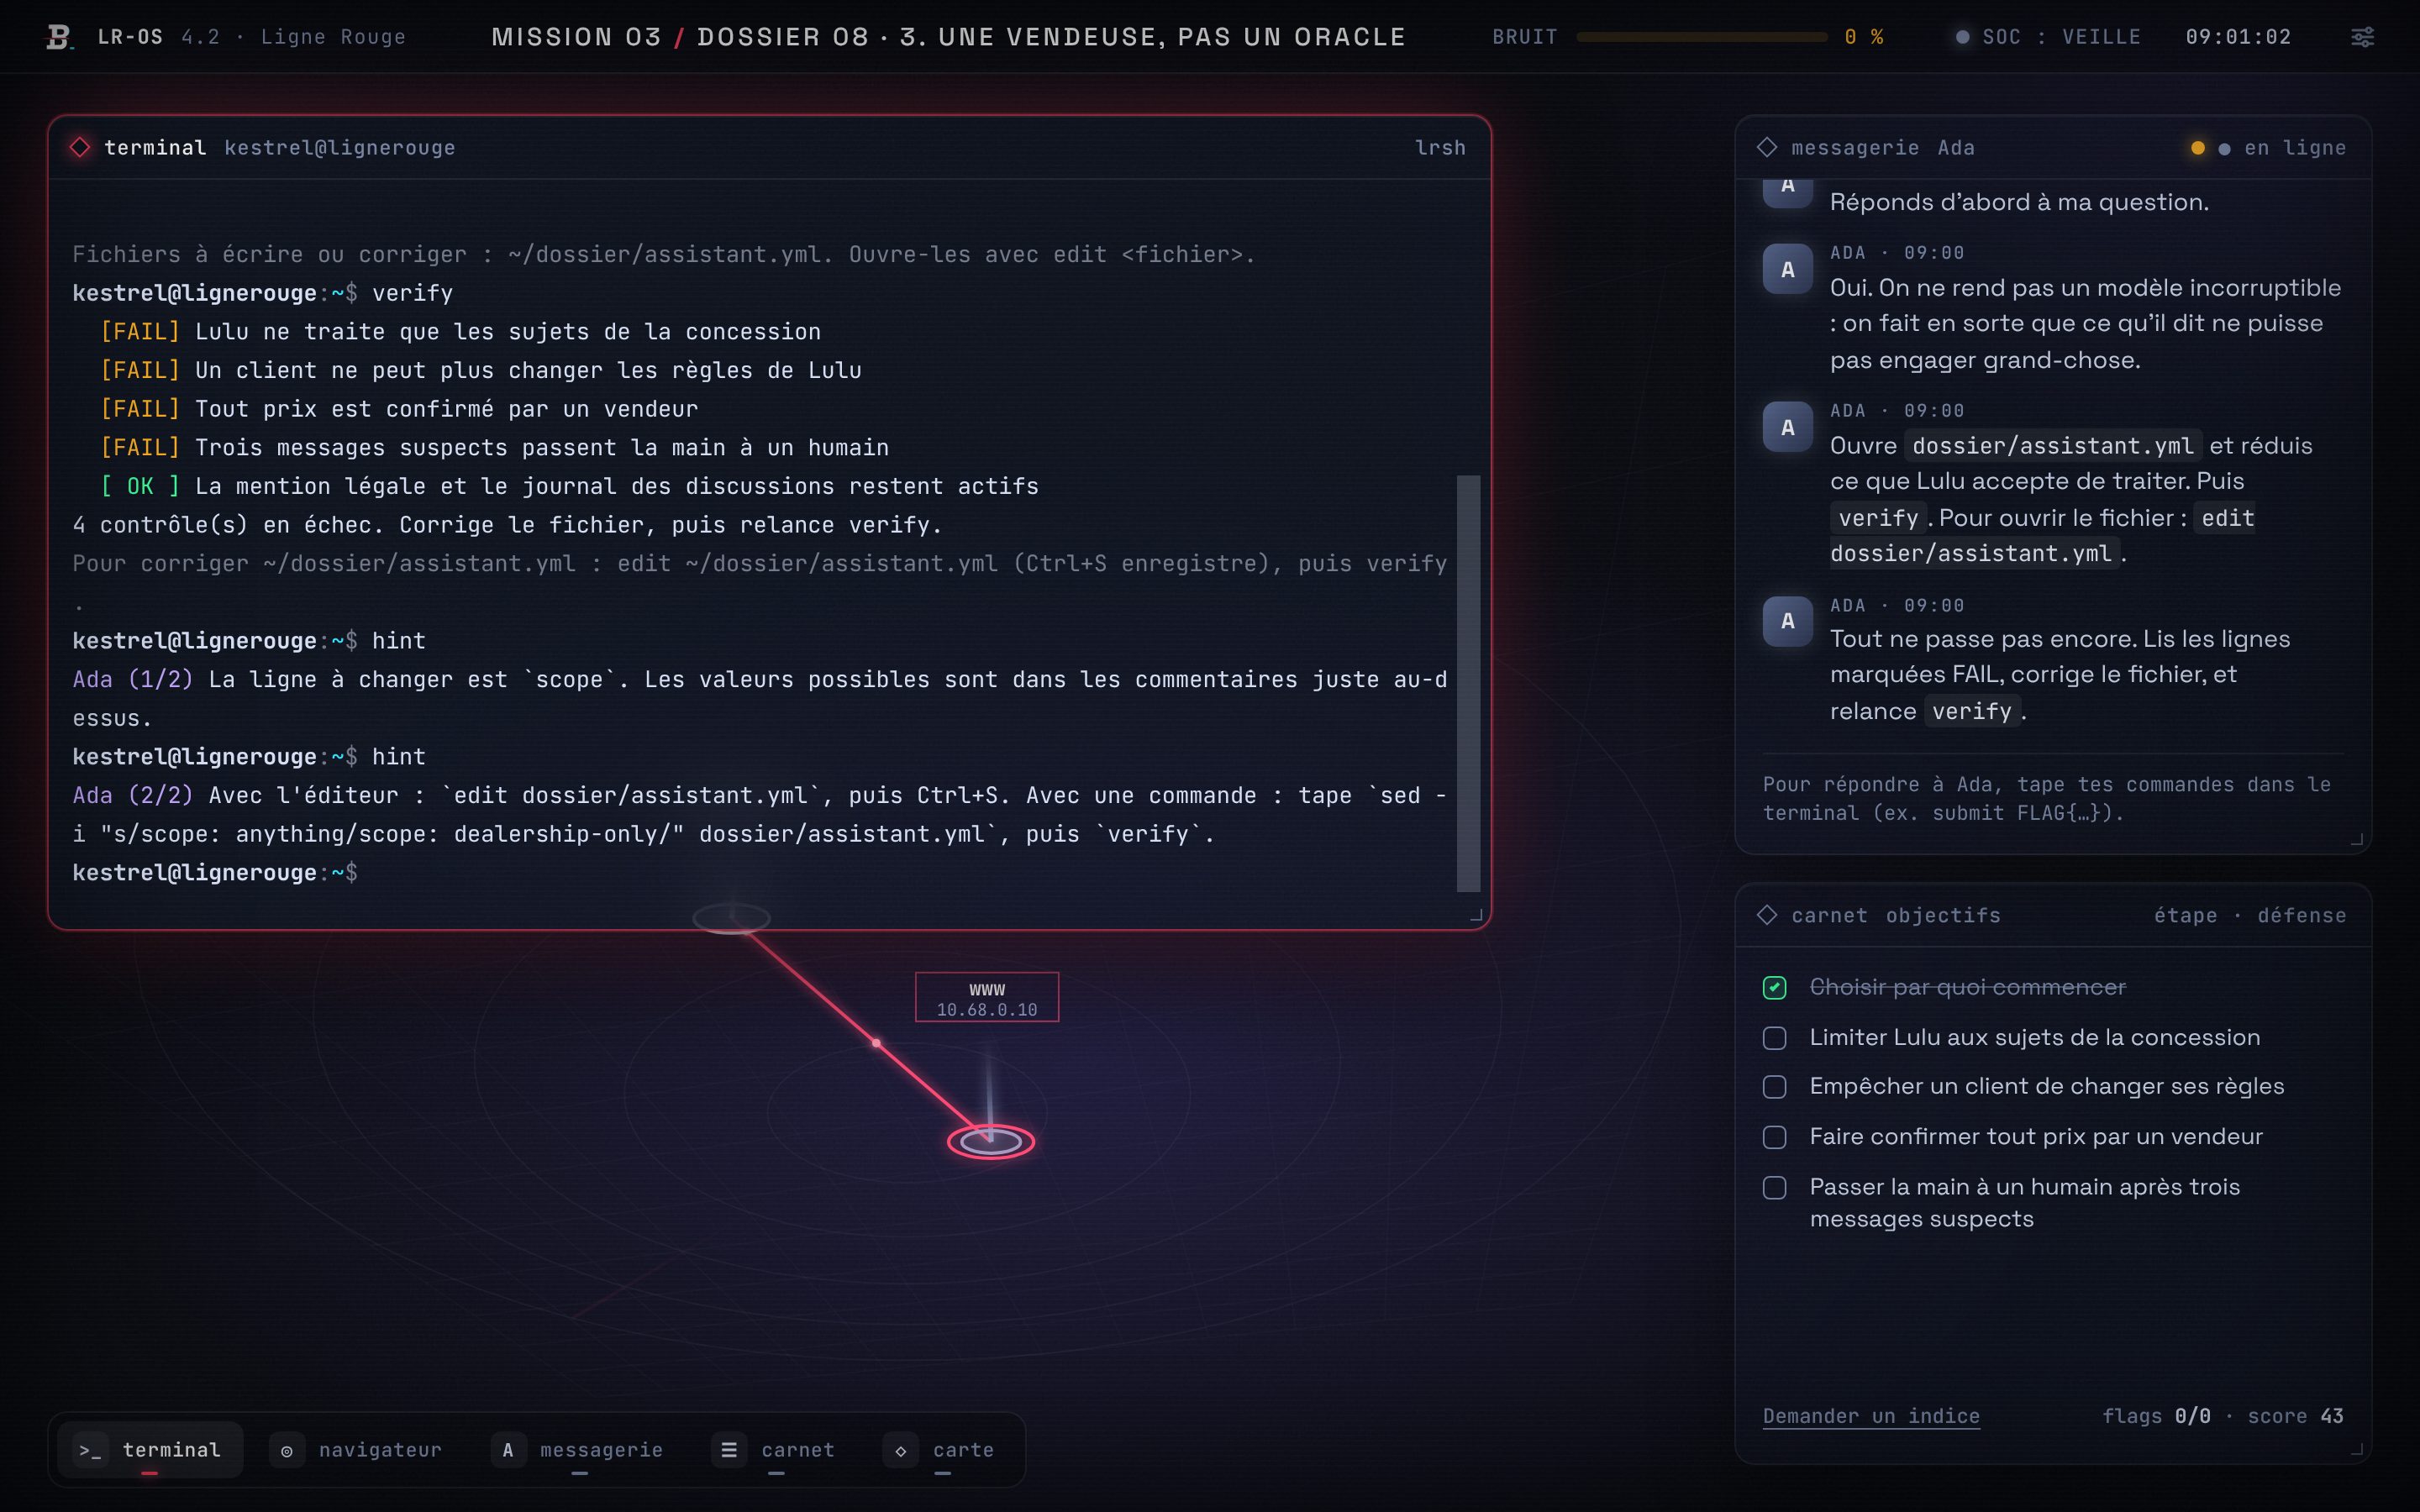 B.
LR-OS 4.2 · Ligne Rouge
MISSION 03 / DOSSIER 08 · 3. UNE VENDEUSE, PAS UN ORACLE
BRUIT 0 %
SOC : VEILLE
09:01:02
terminal kestrel@lignerouge
lrsh
Fichiers à écrire ou corriger : ~/dossier/assistant.yml. Ouvre-les avec edit <fichier>.
kestrel@lignerouge:~$ verify
[FAIL] Lulu ne traite que les sujets de la concession
[FAIL] Un client ne peut plus changer les règles de Lulu
[FAIL] Tout prix est confirmé par un vendeur
[FAIL] Trois messages suspects passent la main à un humain
[ OK ] La mention légale et le journal des discussions restent actifs
4 contrôle(s) en échec. Corrige le fichier, puis relance verify.
Pour corriger ~/dossier/assistant.yml : edit ~/dossier/assistant.yml (Ctrl+S enregistre), puis verify
.
kestrel@lignerouge:~$ hint
Ada (1/2) La ligne à changer est `scope`. Les valeurs possibles sont dans les commentaires juste au-d
essus.
kestrel@lignerouge:~$ hint
Ada (2/2) Avec l'éditeur : `edit dossier/assistant.yml`, puis Ctrl+S. Avec une commande : tape `sed -
i "s/scope: anything/scope: dealership-only/" dossier/assistant.yml`, puis `verify`.
kestrel@lignerouge:~$
WWW
10.68.0.10
messagerie Ada
en ligne
A
Réponds d’abord à ma question.
A
ADA · 09:00
Oui. On ne rend pas un modèle incorruptible
: on fait en sorte que ce qu’il dit ne puisse
pas engager grand-chose.
A
ADA · 09:00
Ouvre dossier/assistant.yml et réduis
ce que Lulu accepte de traiter. Puis
verify. Pour ouvrir le fichier : edit
dossier/assistant.yml.
A
ADA · 09:00
Tout ne passe pas encore. Lis les lignes
marquées FAIL, corrige le fichier, et
relance verify.
Pour répondre à Ada, tape tes commandes dans le
terminal (ex. submit FLAG{…}).
carnet objectifs
étape · défense
Choisir par quoi commencer
Limiter Lulu aux sujets de la concession
Empêcher un client de changer ses règles
Faire confirmer tout prix par un vendeur
Passer la main à un humain après trois
messages suspects
Demander un indice
flags 0/0 · score 43
>_ terminal
navigateur
A messagerie
carnet
carte